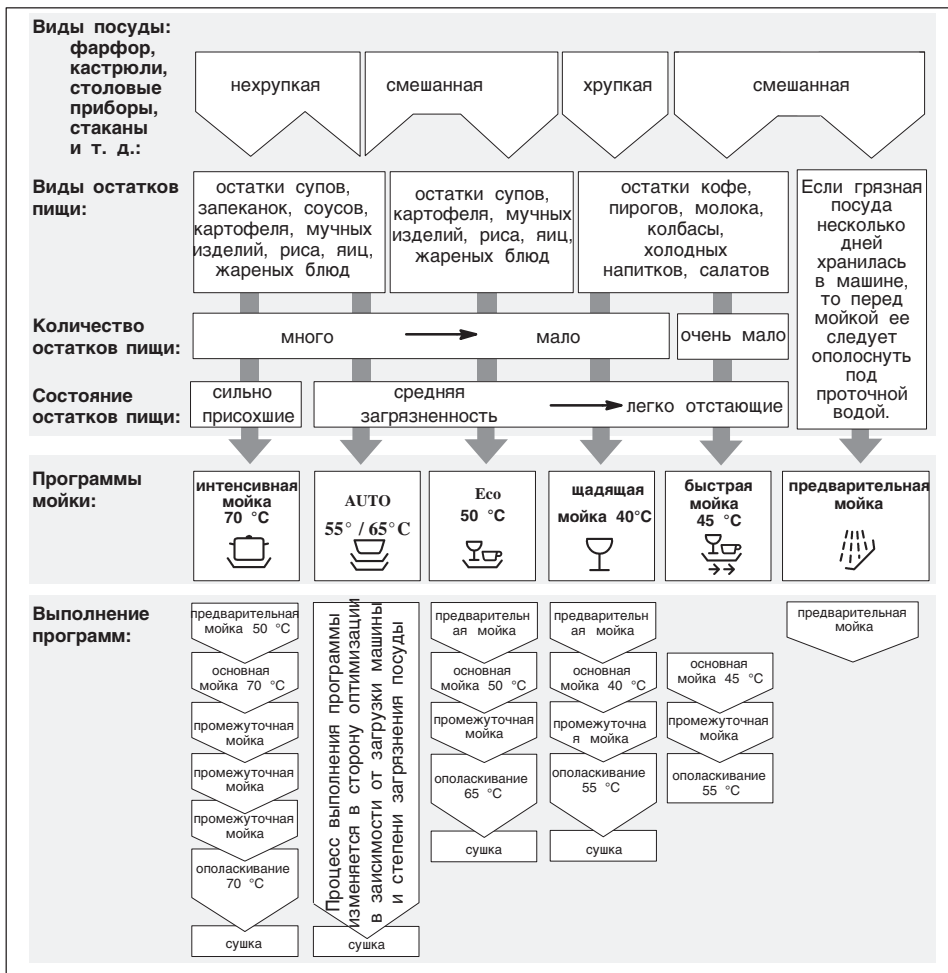 Виды посуды:
фарфор,
кастрюли,
столовые
приборы,
стаканы
и т. д.:
нехрупкая
смешанная
хрупкая
смешанная
Виды остатков
пищи:
остатки супов,
запеканок, соусов,
картофеля, мучных
изделий, риса, яиц,
жареных блюд
остатки супов,
картофеля, мучных
изделий, риса, яиц,
жареных блюд
остатки кофе,
пирогов, молока,
колбасы,
холодных
напитков, салатов
Если грязная
посуда
несколько
дней
хранилась
в машине,
то перед
мойкой ее
следует
ополоснуть
под
проточной
водой.
Количество
остатков пищи:
много
мало
очень мало
Состояние
остатков пищи:
сильно
присохшие
средняя
загрязненность
легко отстающие
Программы
мойки:
интенсивная
мойка
70 °C
AUTO
55° / 65°C
Eco
50 °C
щадящая
мойка 40°C
быстрая
мойка
45 °C
предварительная
мойка
Выполнение
программ:
предварительная
мойка 50 °C
основная
мойка 70 °C
промежуточная
мойка
промежуточная
мойка
промежуточная
мойка
ополаскивание
70 °C
сушка
Процесс выполнения программы
изменяется в сторону оптимизации
в заисимости от загрузки машины
и степени загрязнения посуды
сушка
предварительн
ая мойка
основная
мойка 50 °C
промежуточная
мойка
ополаскивание
65 °C
сушка
предварительн
ая мойка
основная
мойка 40 °C
промежуточна
я мойка
ополаскивание
55 °C
сушка
основная
мойка 45 °C
промежуточная
мойка
ополаскивание
55 °C
предварительная
мойка